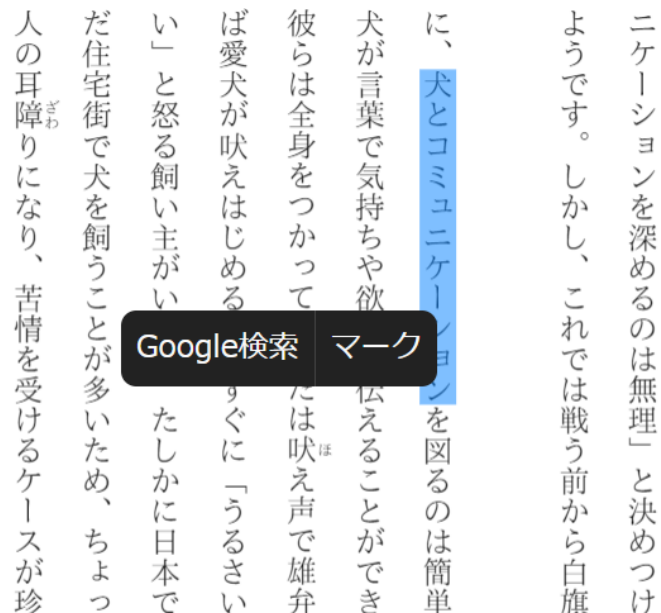 ニケーションを深めるのは無理」と決めつけ
ようです。しかし、これでは戦う前から白旗
に、犬とコミュニケーションを図るのは簡単
犬が言葉で気持ちや欲 伝えることができ
彼らは全身をつかって たは吠え声で雄弁
ほ
ば愛犬が吠えはじめる すぐに「うるさい
い」と怒る飼い主がい たしかに日本で
だ住宅街で犬を飼うことが多いため、ちょっ
人の耳障りになり、苦情を受けるケースが珍
ざわ
Google検索
マーク